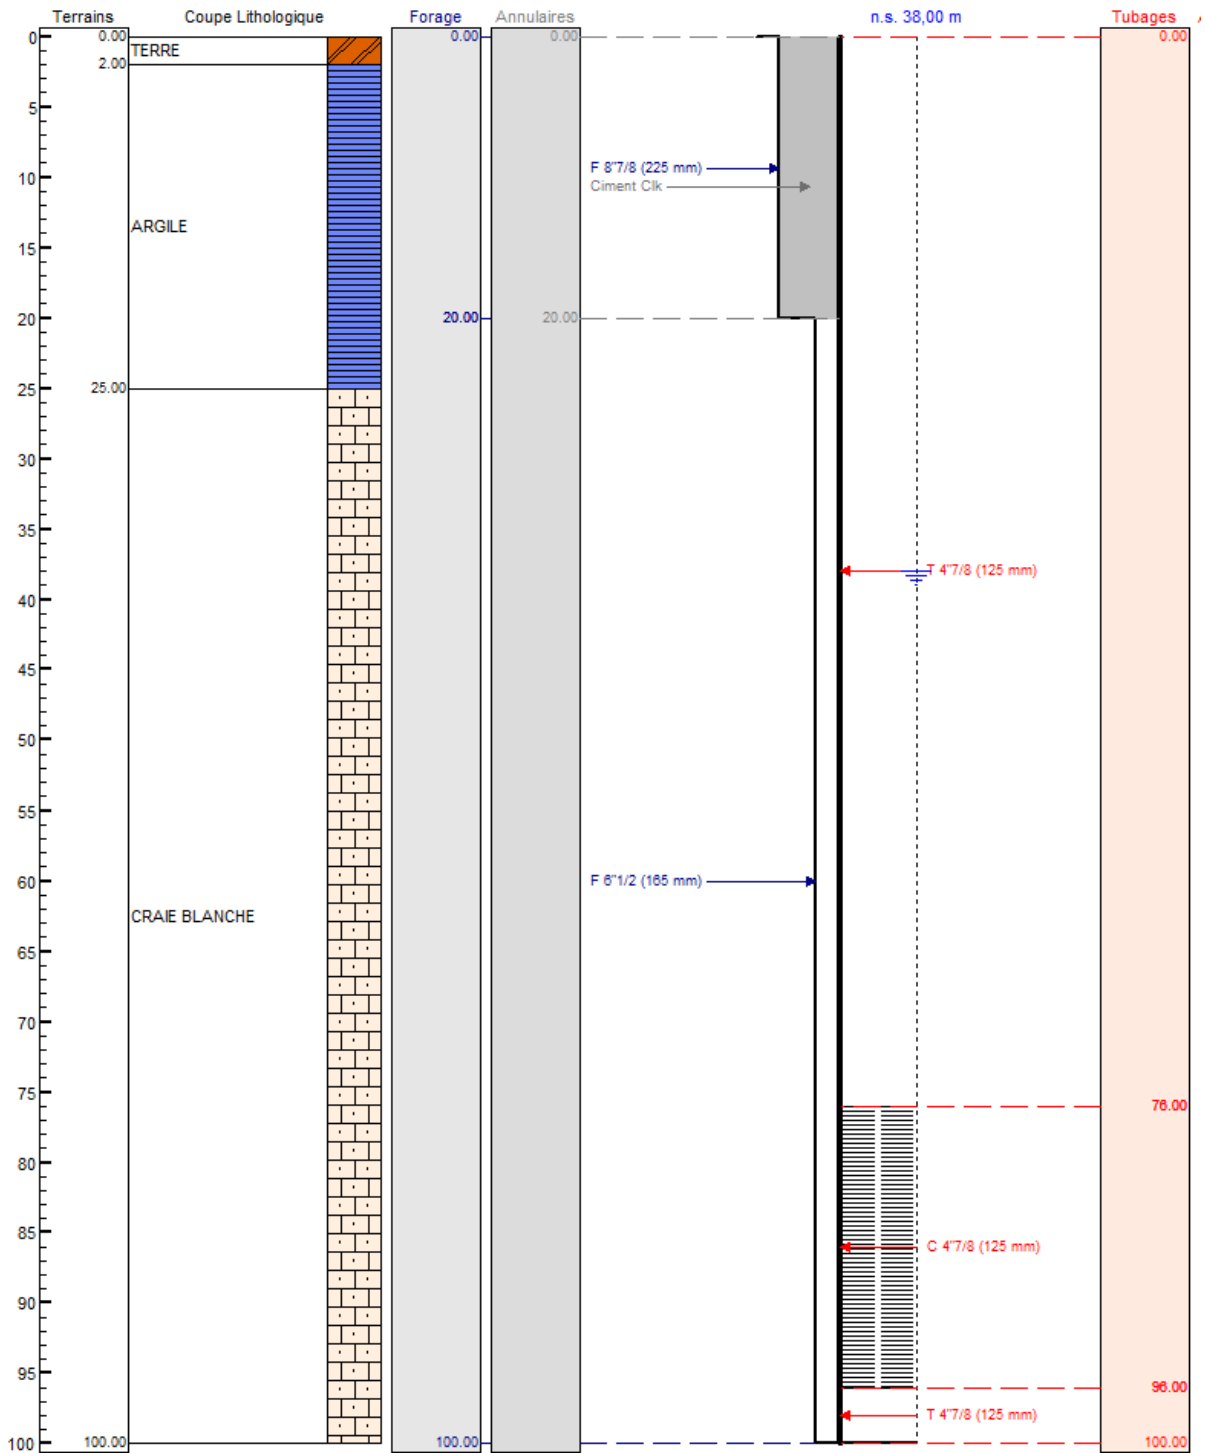 Terrains Coupe Lithologique Forage Annulaires n.s. 38,00 m Tubages
0 0.00 0.00 0.00 0.00
TERRE
2.00
5
F 8"7/8 (225 mm)
10
Ciment Clk
ARGILE
15
20 20.00 20.00
25 25.00
30
35
T 4"7/8 (125 mm)
40
45
50
55
60 F 6"1/2 (165 mm)
CRAIE BLANCHE
65
70
75
76.00
80
85
C 4"7/8 (125 mm)
90
95
96.00
T 4"7/8 (125 mm)
100 100.00 100.00 100.00